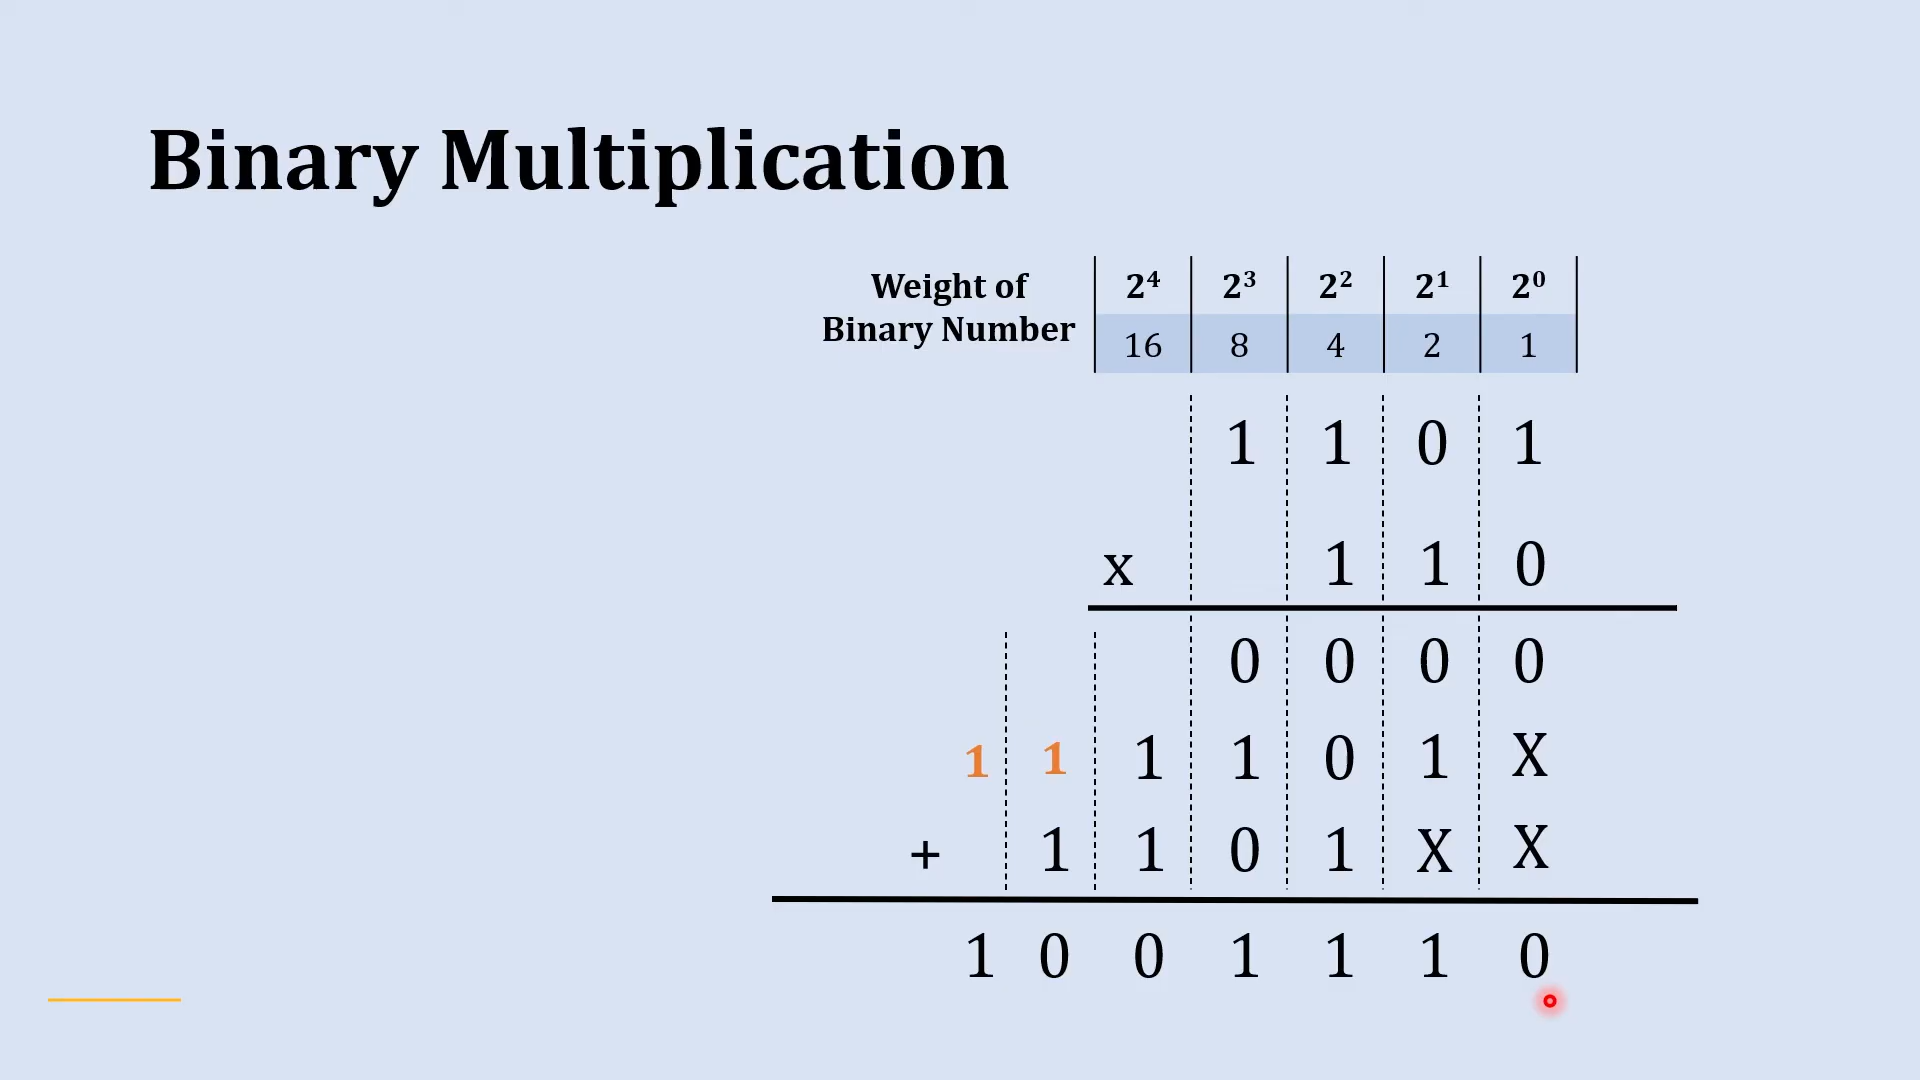 Binary Multiplication
Weight of
Binary Number
2⁴ 2³ 2² 2¹ 2⁰
16 8 4 2 1
1 1 0 1
x 1 1 0
0 0 0 0
1 1 1 1 0 1 X
+ 1 1 0 1 X X
1 0 0 1 1 1 0